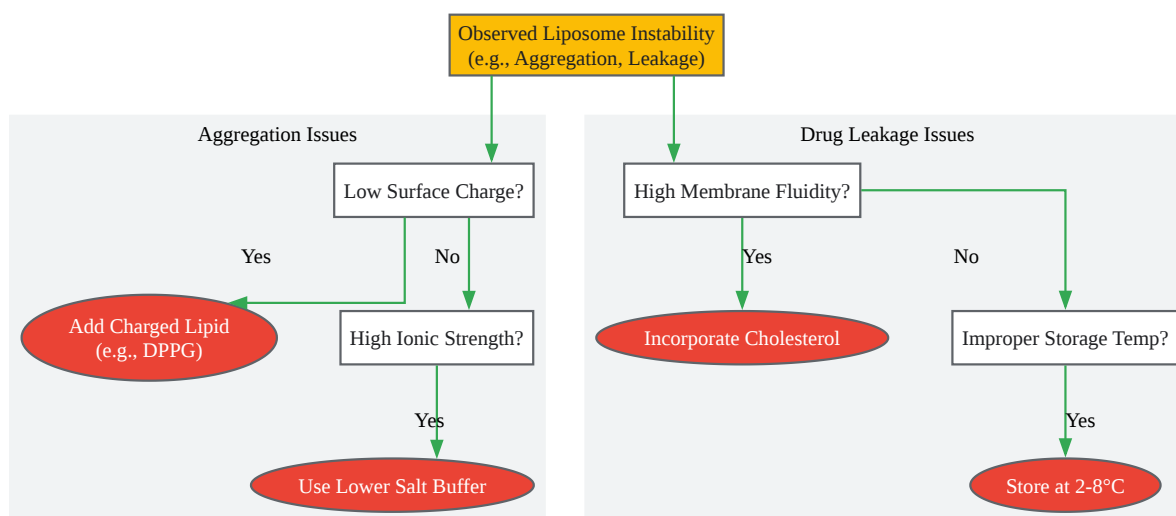 Observed Liposome Instability
(e.g., Aggregation, Leakage)
Aggregation Issues
Drug Leakage Issues
Low Surface Charge?
High Membrane Fluidity?
Yes
No
Yes
No
Add Charged Lipid
(e.g., DPPG)
High Ionic Strength?
Incorporate Cholesterol
Improper Storage Temp?
Yes
Yes
Use Lower Salt Buffer
Store at 2-8°C